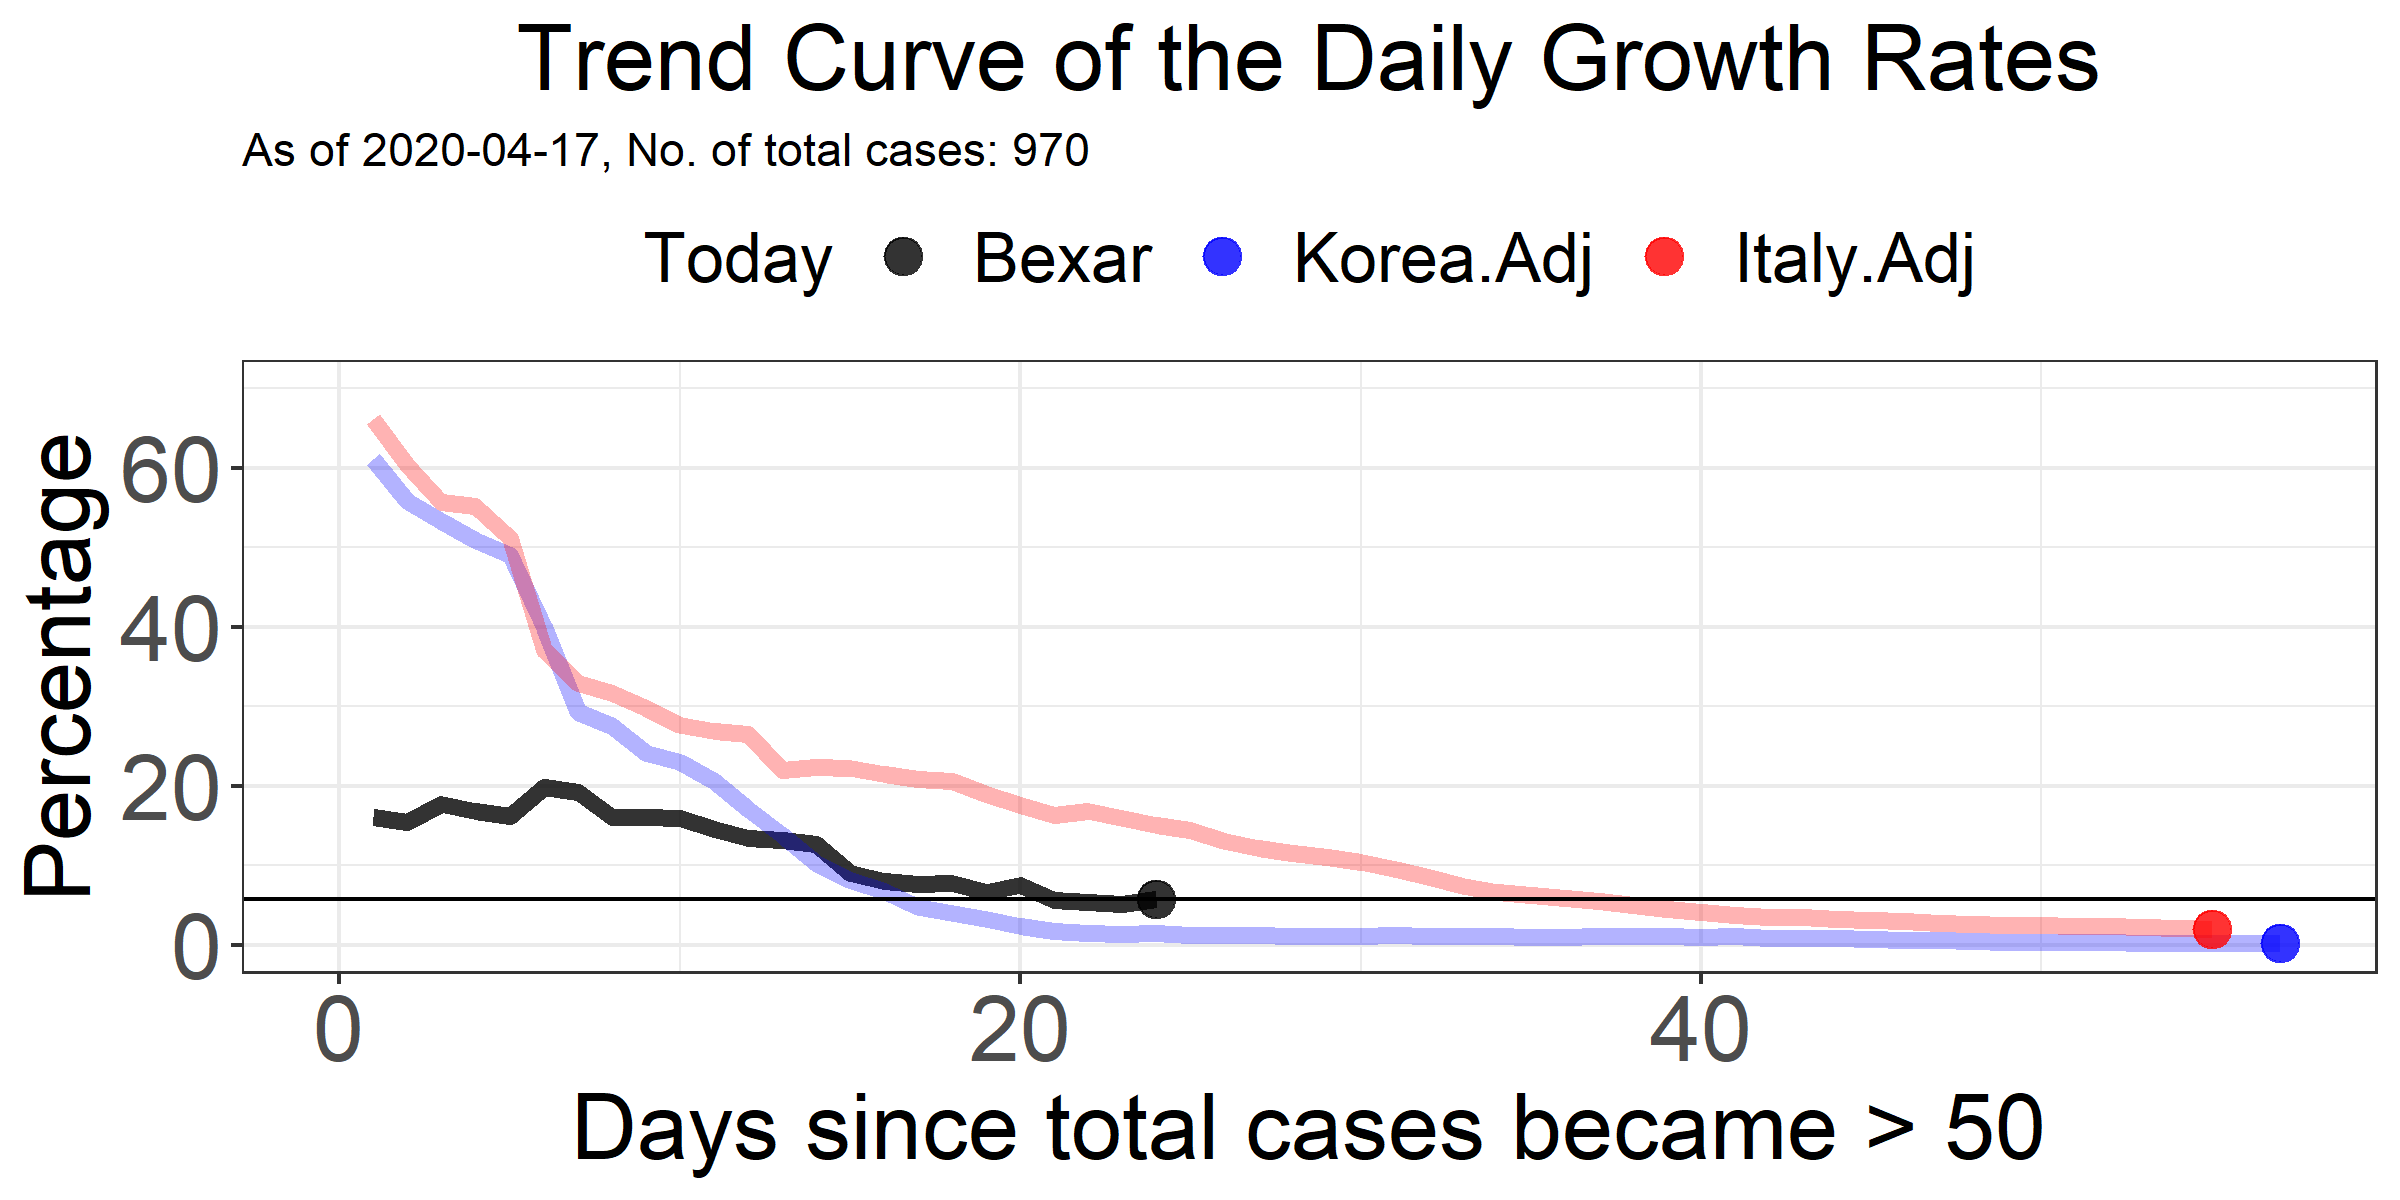 Trend Curve of the Daily Growth Rates
As of 2020-04-17, No. of total cases: 970
Today Bexar Korea.Adj Italy.Adj
Percentage
60
40
20
0
0 20 40
Days since total cases became > 50